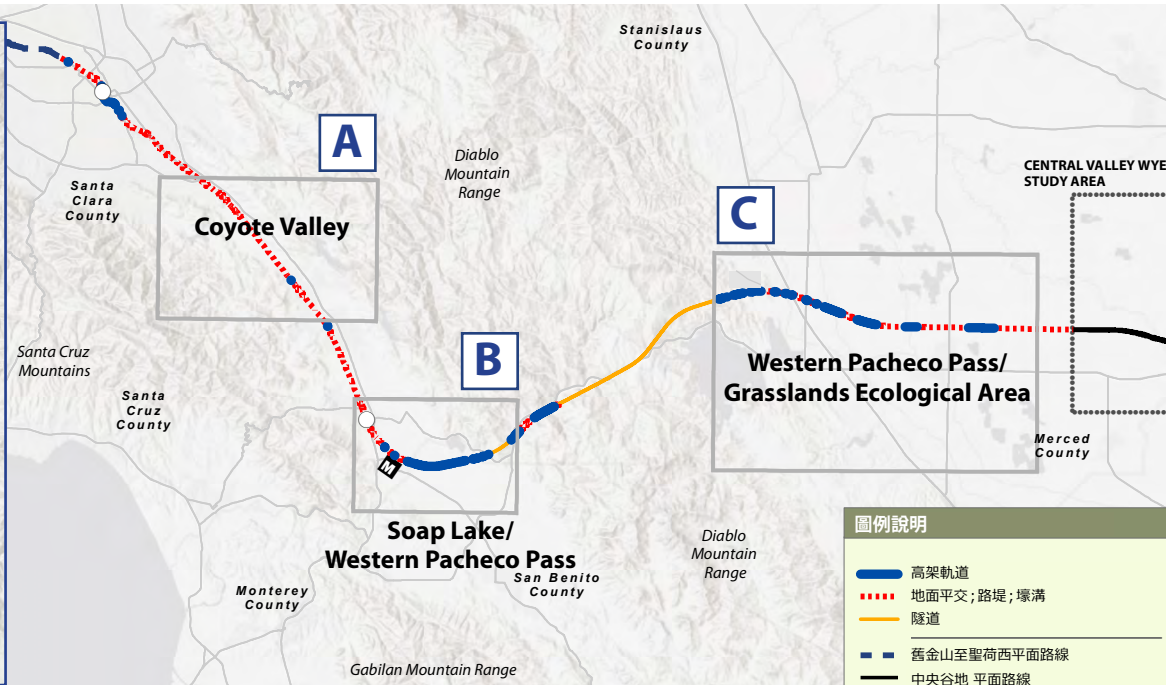 Stanislaus
County
A
Diablo
Mountain
Range
CENTRAL VALLEY WYE
STUDY AREA
Santa
Clara
County
C
Coyote Valley
B
Santa Cruz
Mountains
Western Pacheco Pass/
Grasslands Ecological Area
Santa
Cruz
County
Merced
County
M
Soap Lake/
Western Pacheco Pass
San Benito
County
Diablo
Mountain
Range
Monterey
County
Gabilan Mountain Range
圖例說明
高架軌道
地面平交；路堤；壕溝
隧道
舊金山至聖荷西平面路線
中央谷地 平面路線